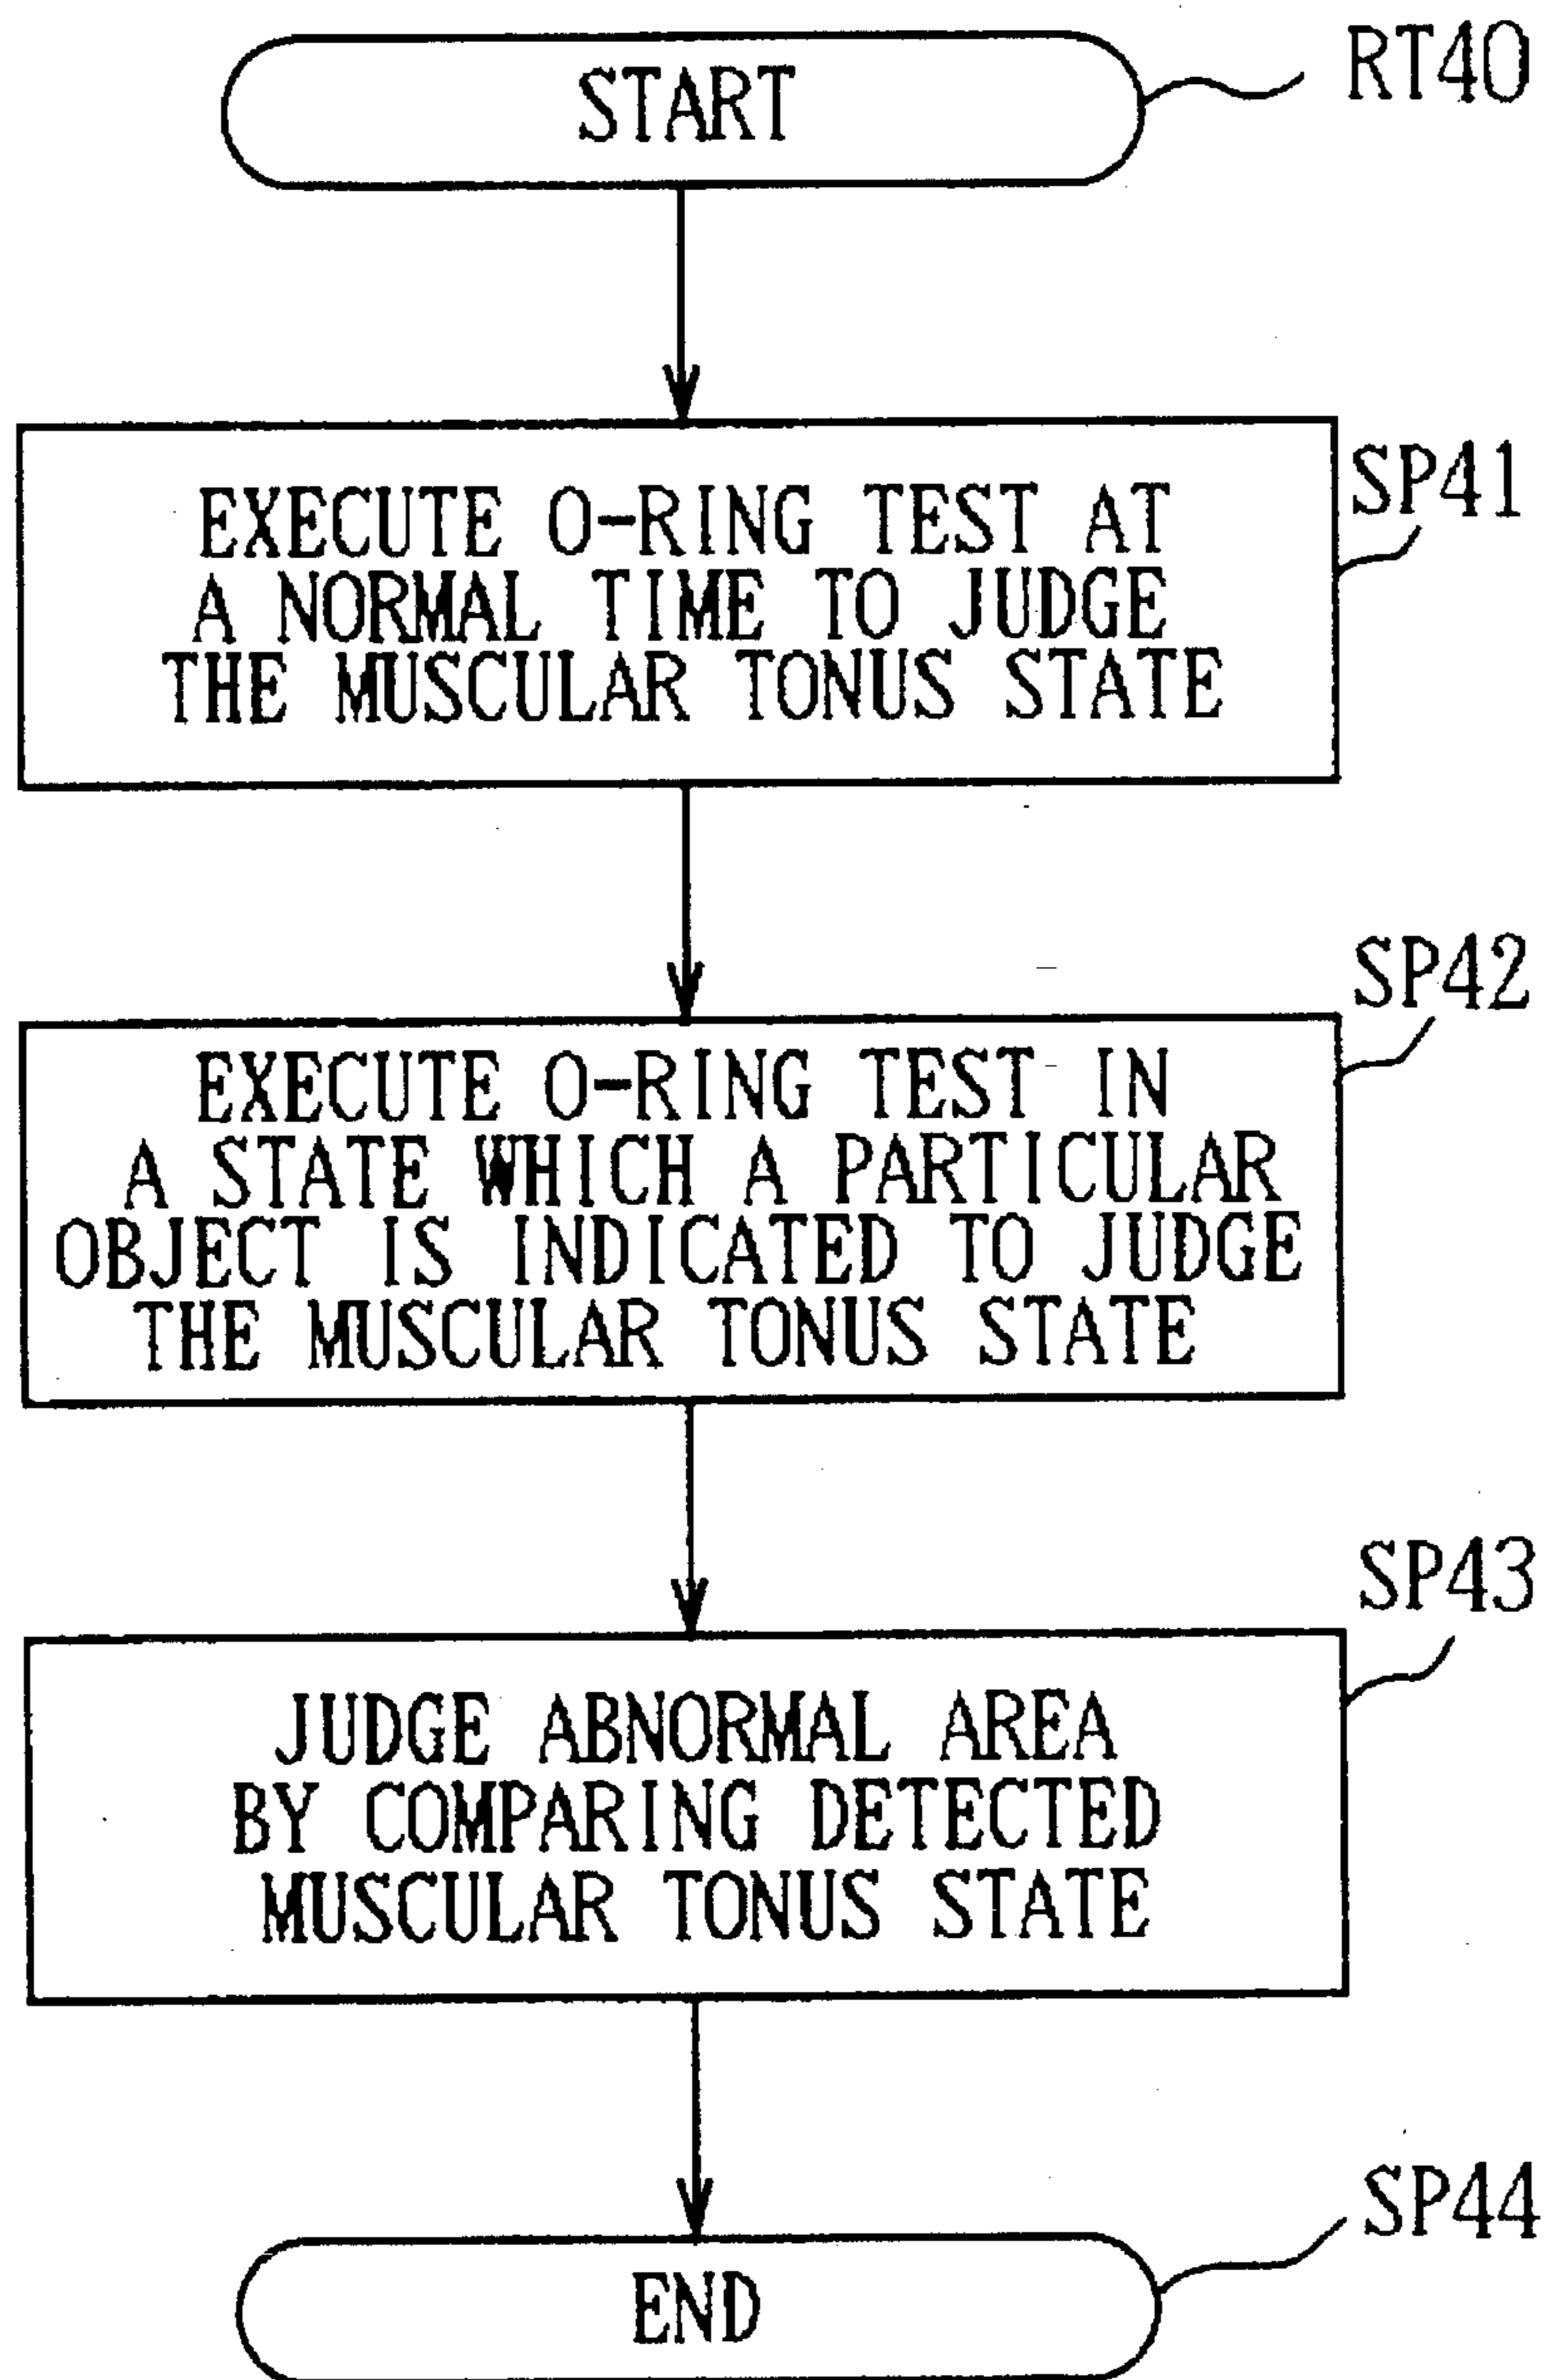 START
RT40
EXECUTE O-RING TEST AT
A NORMAL TIME TO JUDGE
THE MUSCULAR TONUS STATE
SP41
EXECUTE O-RING TEST IN
A STATE WHICH A PARTICULAR
OBJECT IS INDICATED TO JUDGE
THE MUSCULAR TONUS STATE
SP42
JUDGE ABNORMAL AREA
BY COMPARING DETECTED
MUSCULAR TONUS STATE
SP43
END
SP44